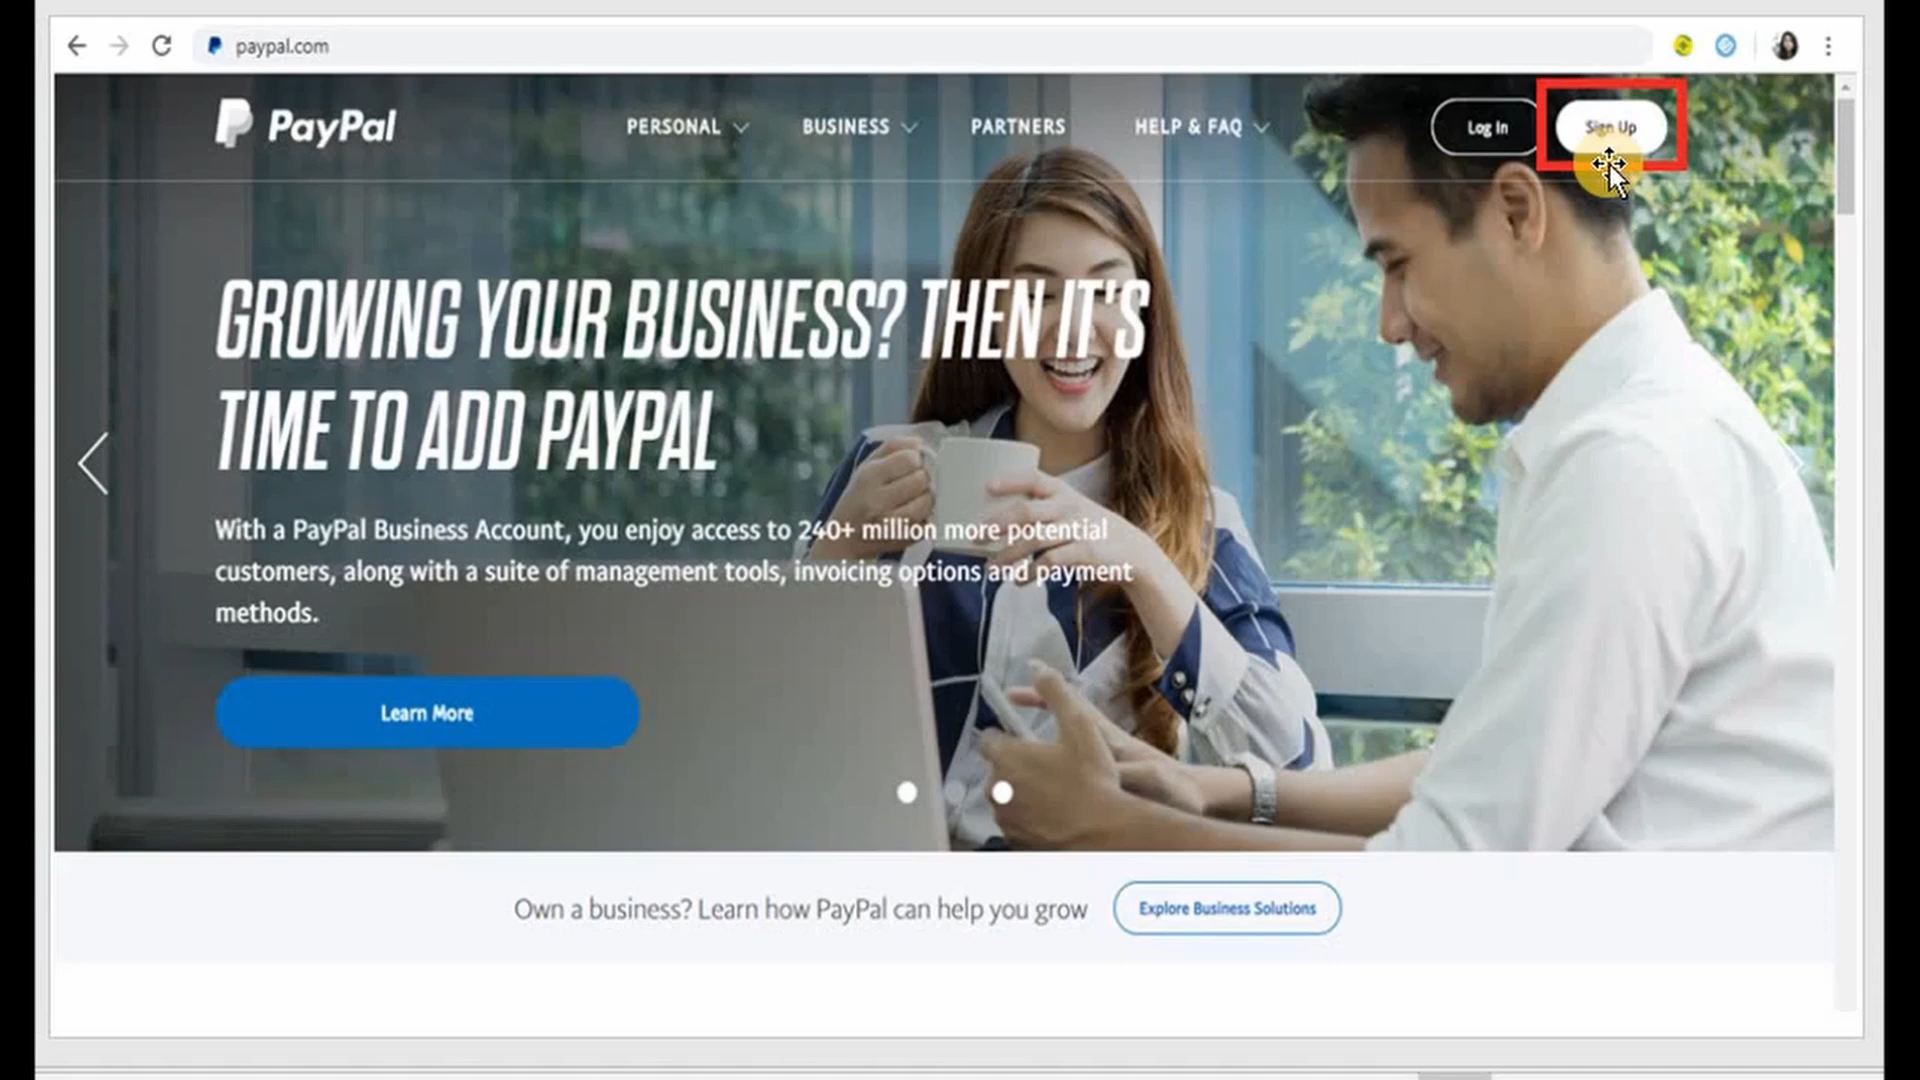 paypal.com
PayPal
PERSONAL
BUSINESS
PARTNERS
HELP & FAQ
Log In
Sign Up
GROWING YOUR BUSINESS? THEN IT'S
TIME TO ADD PAYPAL
With a PayPal Business Account, you enjoy access to 240+ million more potential
customers, along with a suite of management tools, invoicing options and payment
methods.
Learn More
Own a business? Learn how PayPal can help you grow
Explore Business Solutions